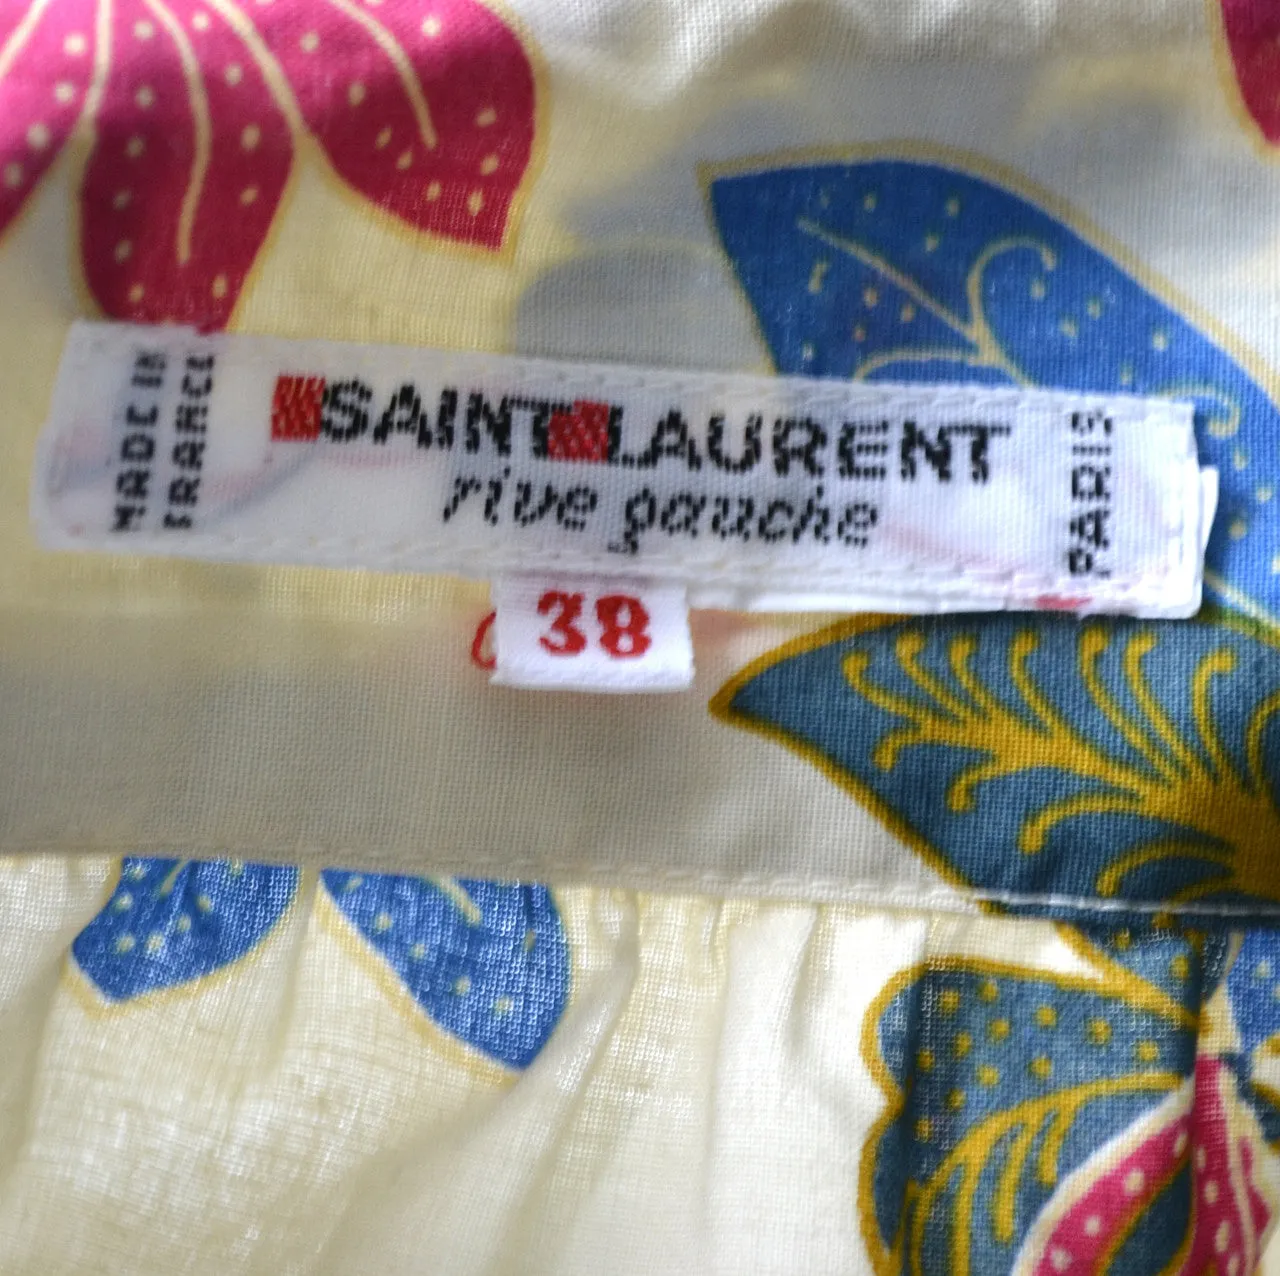 MADE IN
FRANCE
SAINT LAURENT
rive gauche
PARIS
38